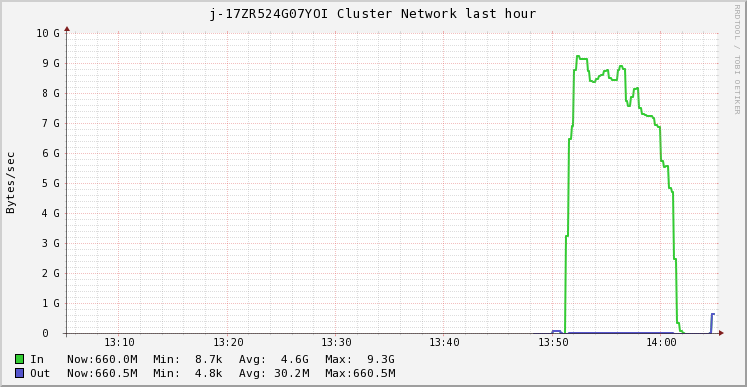 j-17ZR524G07YOI Cluster Network last hour
RRDTOOL / TOBI OETIKER
Bytes/sec
10 G
9 G
8 G
7 G
6 G
5 G
4 G
3 G
2 G
1 G
0
13:10 13:20 13:30 13:40 13:50 14:00
In Now:660.0M Min: 8.7k Avg: 4.6G Max: 9.3G
Out Now:660.5M Min: 4.8k Avg: 30.2M Max:660.5M